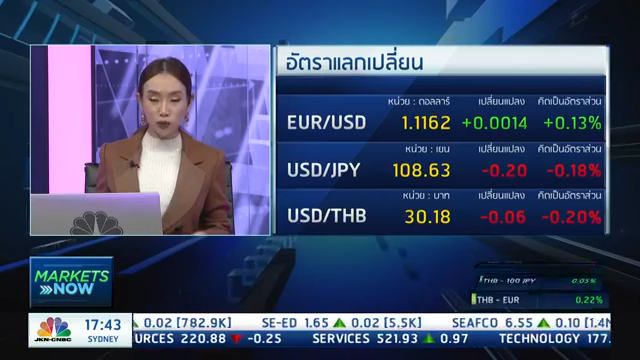 อัตราแลกเปลี่ยน
หน่วย : ดอลลาร์ เปลี่ยนแปลง คิดเป็นอัตราส่วน
EUR/USD 1.1162 +0.0014 +0.13%
หน่วย : เยน เปลี่ยนแปลง คิดเป็นอัตราส่วน
USD/JPY 108.63 -0.20 -0.18%
หน่วย : บาท เปลี่ยนแปลง คิดเป็นอัตราส่วน
USD/THB 30.18 -0.06 -0.20%
MARKETS
NOW
THB - 100 JPY 0.03%
THB - EUR 0.22%
JKN-CNBC
17:43
SYDNEY
0.02 [782.9K] SE-ED 1.65 ▲ 0.02 [5.5K] SEAFCO 6.55 ▲ 0.10 [1.4
URCES 220.88 ▼ -0.25 SERVICES 521.93 ▲ 0.97 TECHNOLOGY 177.